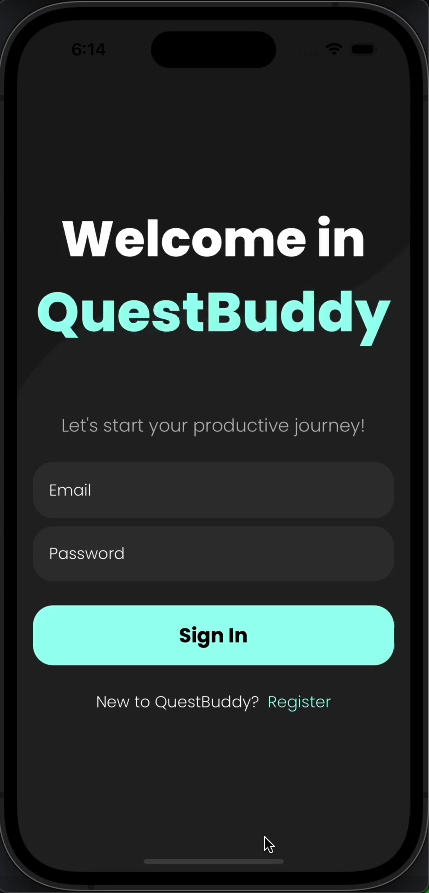 6:14
Welcome in
QuestBuddy
Let's start your productive journey!
Email
Password
Sign In
New to QuestBuddy? Register